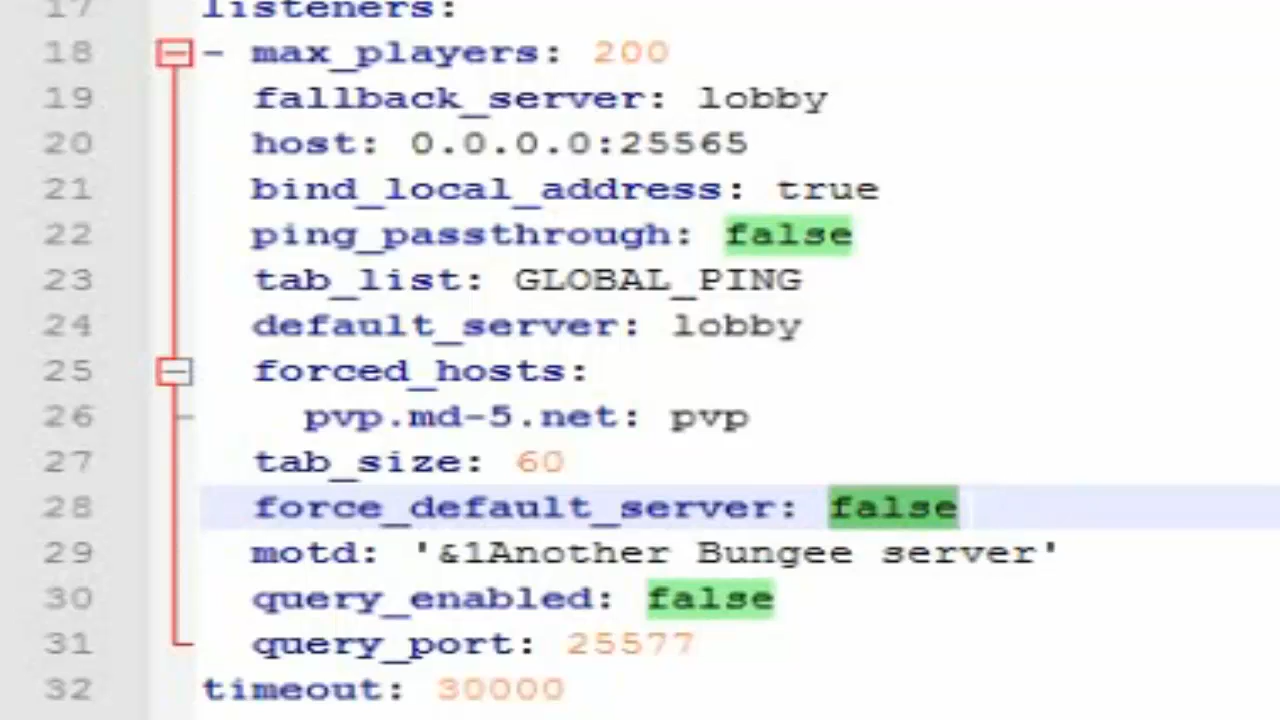 17 listeners:
18 - max_players: 200
19 fallback_server: lobby
20 host: 0.0.0.0:25565
21 bind_local_address: true
22 ping_passthrough: false
23 tab_list: GLOBAL_PING
24 default_server: lobby
25 forced_hosts:
26 pvp.md-5.net: pvp
27 tab_size: 60
28 force_default_server: false
29 motd: '&1Another Bungee server'
30 query_enabled: false
31 query_port: 25577
32 timeout: 30000